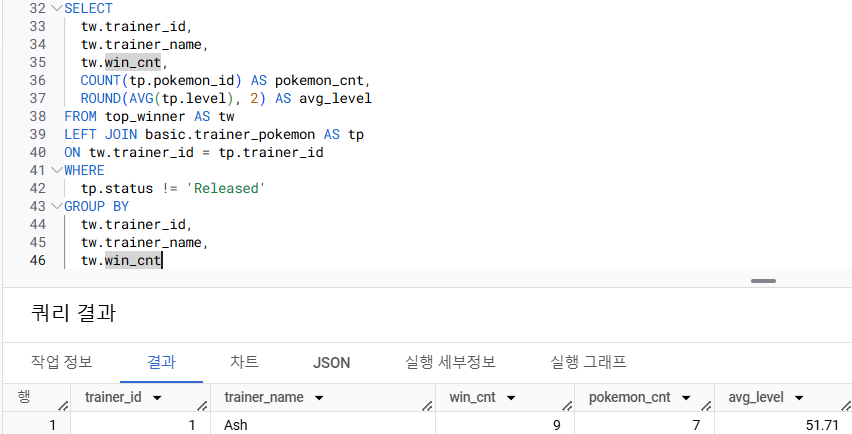 32 SELECT
33 tw.trainer_id,
34 tw.trainer_name,
35 tw.win_cnt,
36 COUNT(tp.pokemon_id) AS pokemon_cnt,
37 ROUND(AVG(tp.level), 2) AS avg_level
38 FROM top_winner AS tw
39 LEFT JOIN basic.trainer_pokemon AS tp
40 ON tw.trainer_id = tp.trainer_id
41 WHERE
42 tp.status != 'Released'
43 GROUP BY
44 tw.trainer_id,
45 tw.trainer_name,
46 tw.win_cnt
쿼리 결과
작업 정보 결과 차트 JSON 실행 세부정보 실행 그래프
행 trainer_id trainer_name win_cnt pokemon_cnt avg_level
1 1 Ash 9 7 51.71